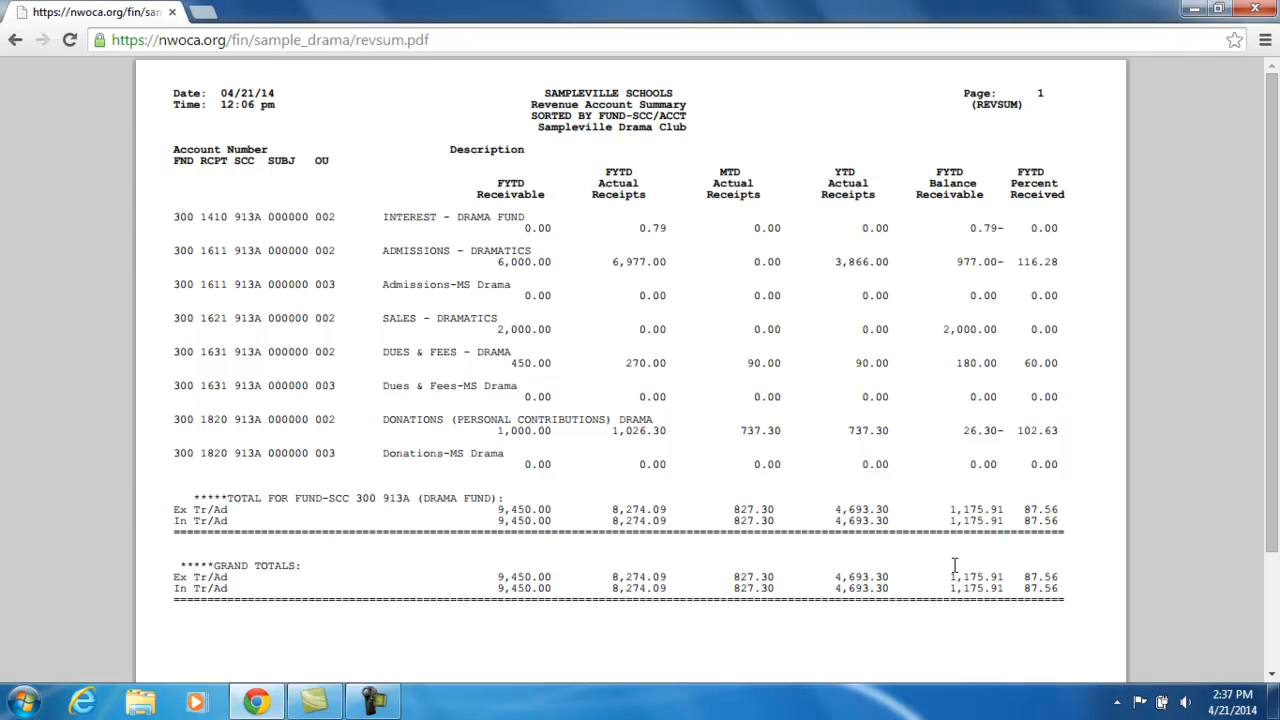 https://nwoca.org/fin/san
https://nwoca.org/fin/sample_drama/revsum.pdf
Date: 04/21/14 SAMPLEVILLE SCHOOLS Page: 1
Time: 12:06 pm Revenue Account Summary (REVSUM)
SORTED BY FUND-SCC/ACCT
Sampleville Drama Club
Account Number Description
FND RCPT SCC SUBJ OU
FYTD MTD YTD FYTD FYTD
FYTD Actual Actual Actual Balance Percent
Receivable Receipts Receipts Receipts Receivable Received
300 1410 913A 000000 002 INTEREST - DRAMA FUND
0.00 0.79 0.00 0.00 0.79- 0.00
300 1611 913A 000000 002 ADMISSIONS - DRAMATICS
6,000.00 6,977.00 0.00 3,866.00 977.00- 116.28
300 1611 913A 000000 003 Admissions-MS Drama
0.00 0.00 0.00 0.00 0.00 0.00
300 1621 913A 000000 002 SALES - DRAMATICS
2,000.00 0.00 0.00 0.00 2,000.00 0.00
300 1631 913A 000000 002 DUES & FEES - DRAMA
450.00 270.00 90.00 90.00 180.00 60.00
300 1631 913A 000000 003 Dues & Fees-MS Drama
0.00 0.00 0.00 0.00 0.00 0.00
300 1820 913A 000000 002 DONATIONS (PERSONAL CONTRIBUTIONS) DRAMA
1,000.00 1,026.30 737.30 737.30 26.30- 102.63
300 1820 913A 000000 003 Donations-MS Drama
0.00 0.00 0.00 0.00 0.00 0.00
*****TOTAL FOR FUND-SCC 300 913A (DRAMA FUND):
Ex Tr/Ad 9,450.00 8,274.09 827.30 4,693.30 1,175.91 87.56
In Tr/Ad 9,450.00 8,274.09 827.30 4,693.30 1,175.91 87.56
*****GRAND TOTALS:
Ex Tr/Ad 9,450.00 8,274.09 827.30 4,693.30 1,175.91 87.56
In Tr/Ad 9,450.00 8,274.09 827.30 4,693.30 1,175.91 87.56
2:37 PM
4/21/2014